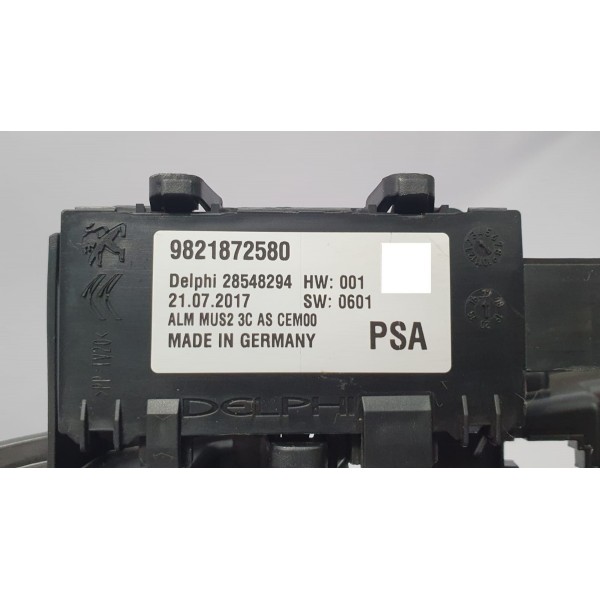 9821872580
Delphi 28548294 HW: 001
21.07.2017 SW: 0601
ALM MUS2 3C AS CEM00
MADE IN GERMANY PSA
DELPHI